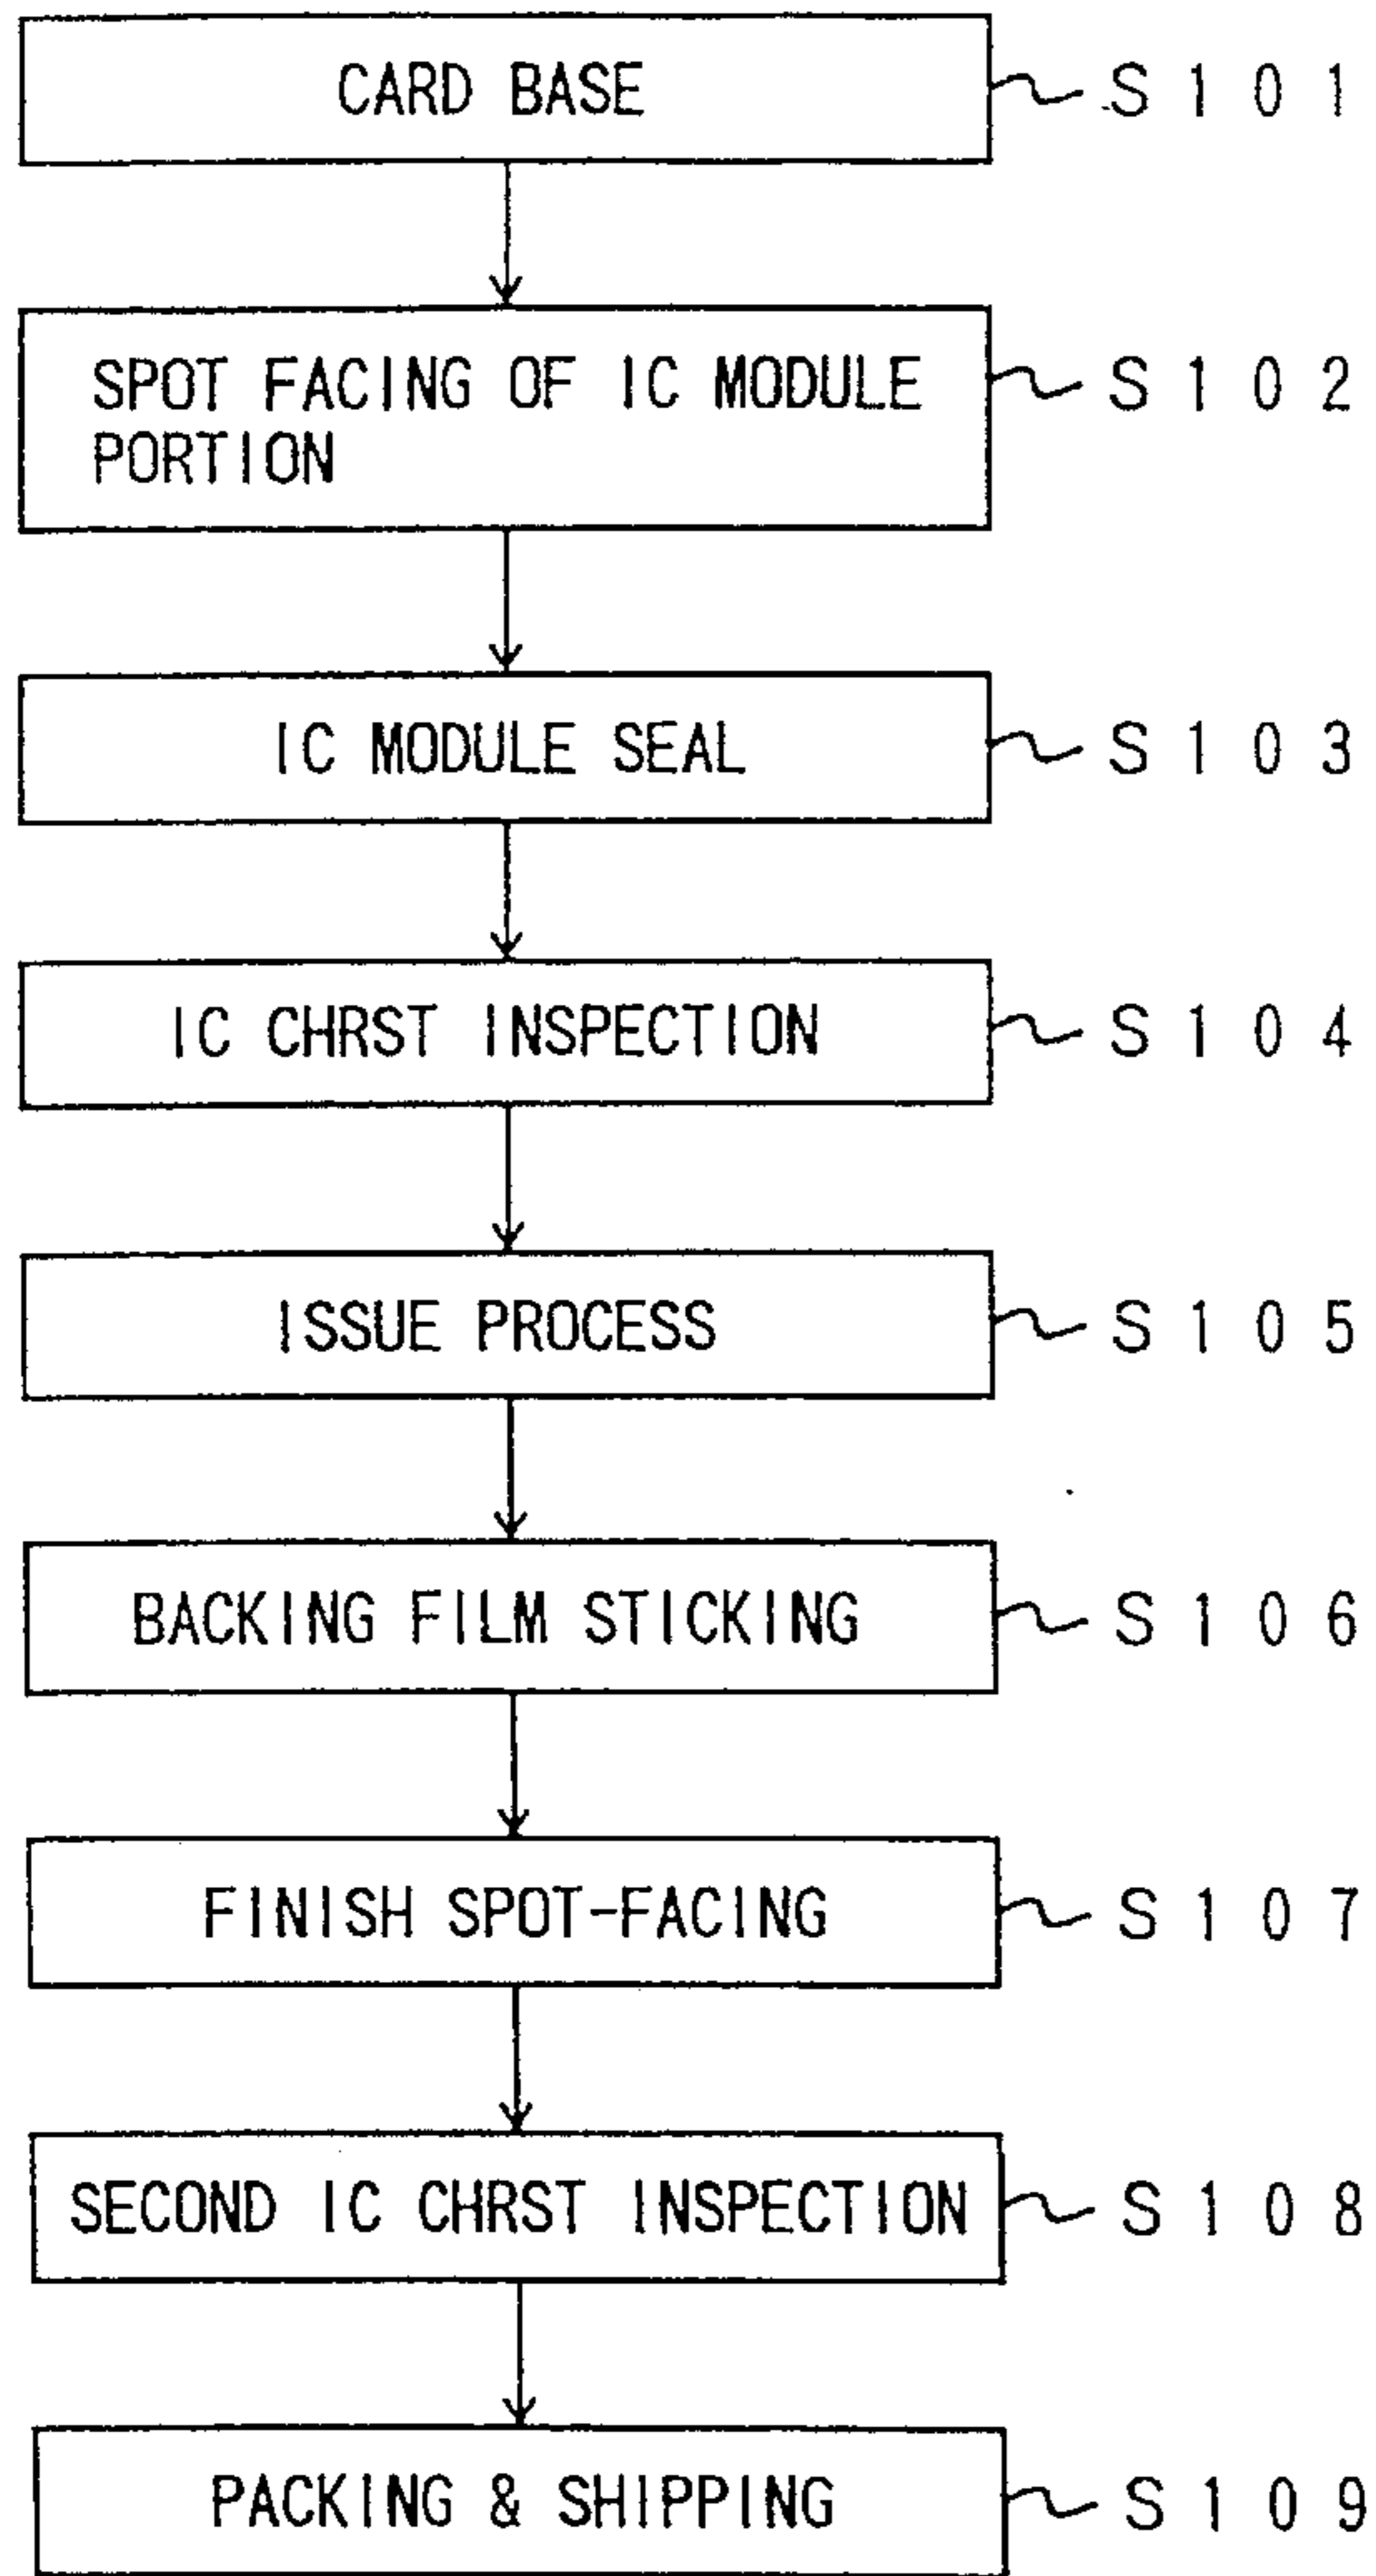 CARD BASE S101
SPOT FACING OF IC MODULE S102
PORTION
IC MODULE SEAL S103
IC CHRST INSPECTION S104
ISSUE PROCESS S105
BACKING FILM STICKING S106
FINISH SPOT-FACING S107
SECOND IC CHRST INSPECTION S108
PACKING & SHIPPING S109